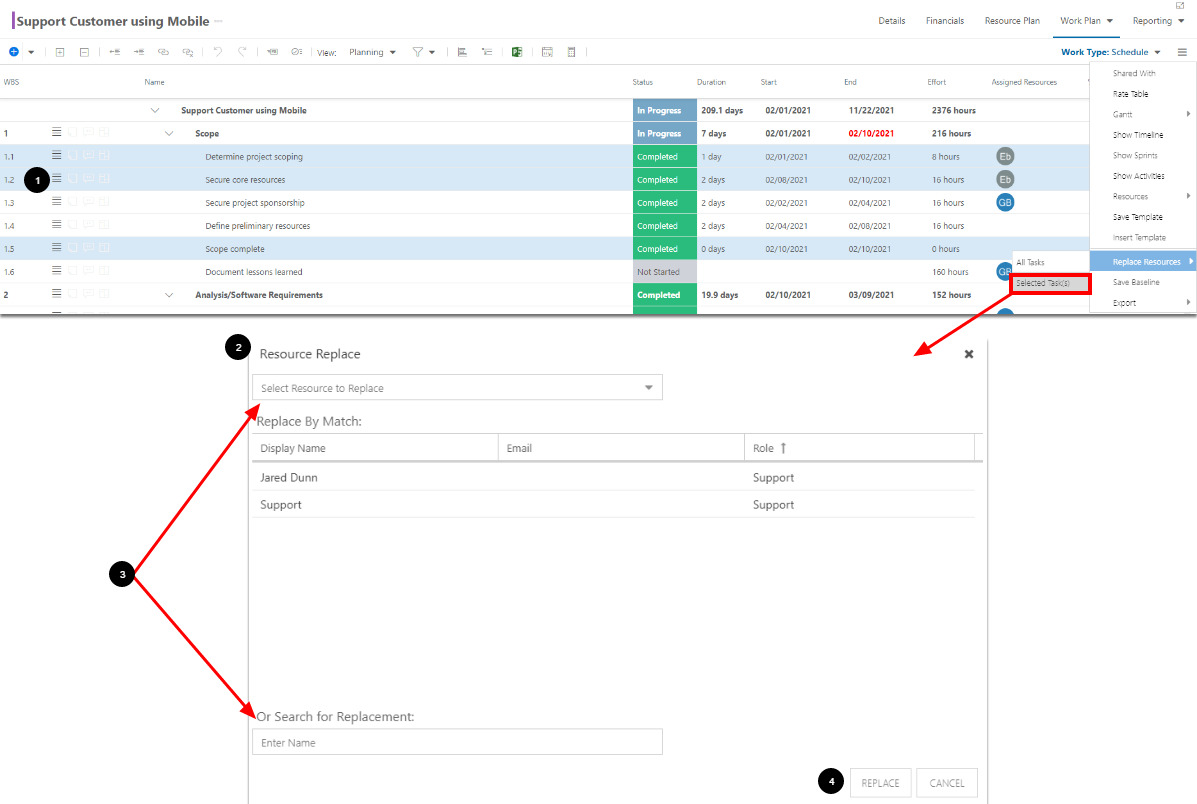 Support Customer using Mobile
Details Financials Resource Plan Work Plan Reporting
View: Planning Work Type: Schedule
WBS Name Status Duration Start End Effort Assigned Resources
Support Customer using Mobile In Progress 209.1 days 02/01/2021 11/22/2021 2376 hours
1 Scope In Progress 7 days 02/01/2021 02/10/2021 216 hours
1.1 Determine project scoping Completed 1 day 02/01/2021 02/02/2021 8 hours Eb
1.2 1 Secure core resources Completed 2 days 02/08/2021 02/10/2021 16 hours Eb
1.3 Secure project sponsorship Completed 2 days 02/02/2021 02/04/2021 16 hours GB
1.4 Define preliminary resources Completed 2 days 02/04/2021 02/08/2021 16 hours
1.5 Scope complete Completed 0 days 02/10/2021 02/10/2021 0 hours
1.6 Document lessons learned Not Started 160 hours GB
2 Analysis/Software Requirements Completed 19.9 days 02/10/2021 03/09/2021 152 hours
Shared With
Rate Table
Gantt
Show Timeline
Show Sprints
Show Activities
Resources
Save Template
Insert Template
Replace Resources
Save Baseline
Export
All Tasks
Selected Task(s)
2 Resource Replace
Select Resource to Replace
Replace By Match:
Display Name Email Role
Jared Dunn Support
Support Support
3
Or Search for Replacement:
Enter Name
4 REPLACE CANCEL